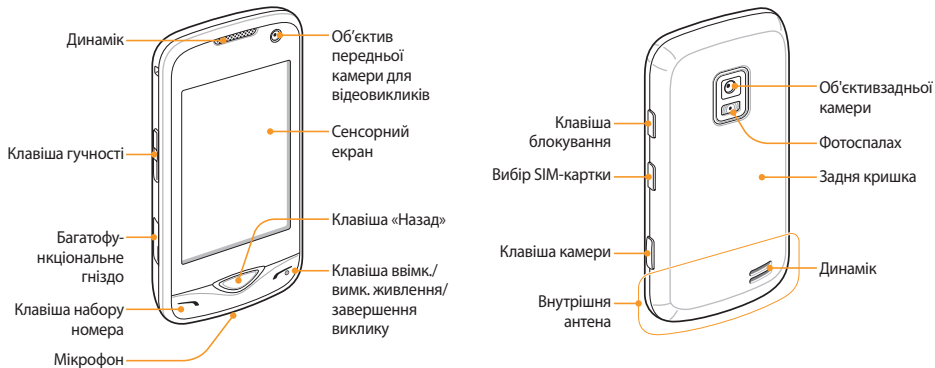 Динамік
Клавіша гучності
Багатофу-
нкціональне
гніздо
Клавіша набору
номера
Мікрофон
Об’єктив
передньої
камери для
відеовикликів
Сенсорний
екран
Клавіша «Назад»
Клавіша ввімк./
вимк. живлення/
завершення
виклику
Клавіша
блокування
Вибір SIM-картки
Клавіша камери
Внутрішня
антена
Об'єктивзадньої
камери
Фотоспалах
Задня кришка
Динамік